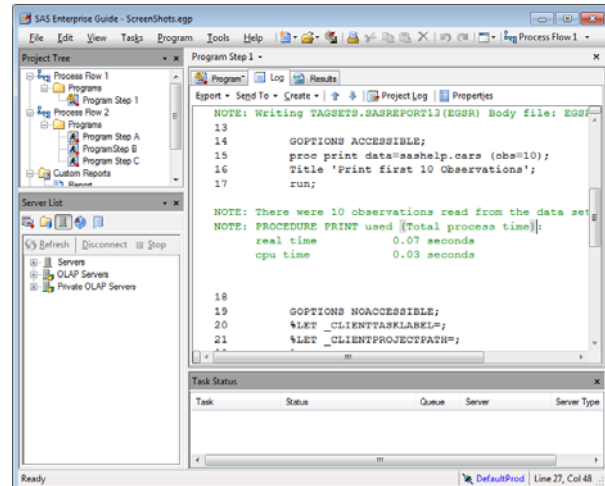 SAS Enterprise Guide - ScreenShots.egp
File Edit View Tasks Program Tools Help Process Flow 1
Project Tree
Process Flow 1
Programs
Program Step 1
Process Flow 2
Programs
Program Step A
ProgramStep B
Program Step C
Custom Reports
Report
Server List
Refresh Disconnect Stop
Servers
OLAP Servers
Private OLAP Servers
Program Step 1
Program* Log Results
Export Send To Create Project Log Properties
NOTE: Writing TAGSETS.SASREPORT13(EGSR) Body file: EGSR
13
14 GOPTIONS ACCESSIBLE;
15 proc print data=sashelp.cars (obs=10);
16 Title 'Print first 10 Observations';
17 run;
NOTE: There were 10 observations read from the data set
NOTE: PROCEDURE PRINT used (Total process time):
real time 0.07 seconds
cpu time 0.03 seconds
18
19 GOPTIONS NOACCESSIBLE;
20 %LET _CLIENTTASKLABEL=;
21 %LET _CLIENTPROJECTPATH=;
Task Status
Task Status Queue Server Server Type
Ready
DefaultProd Line 27, Col 48